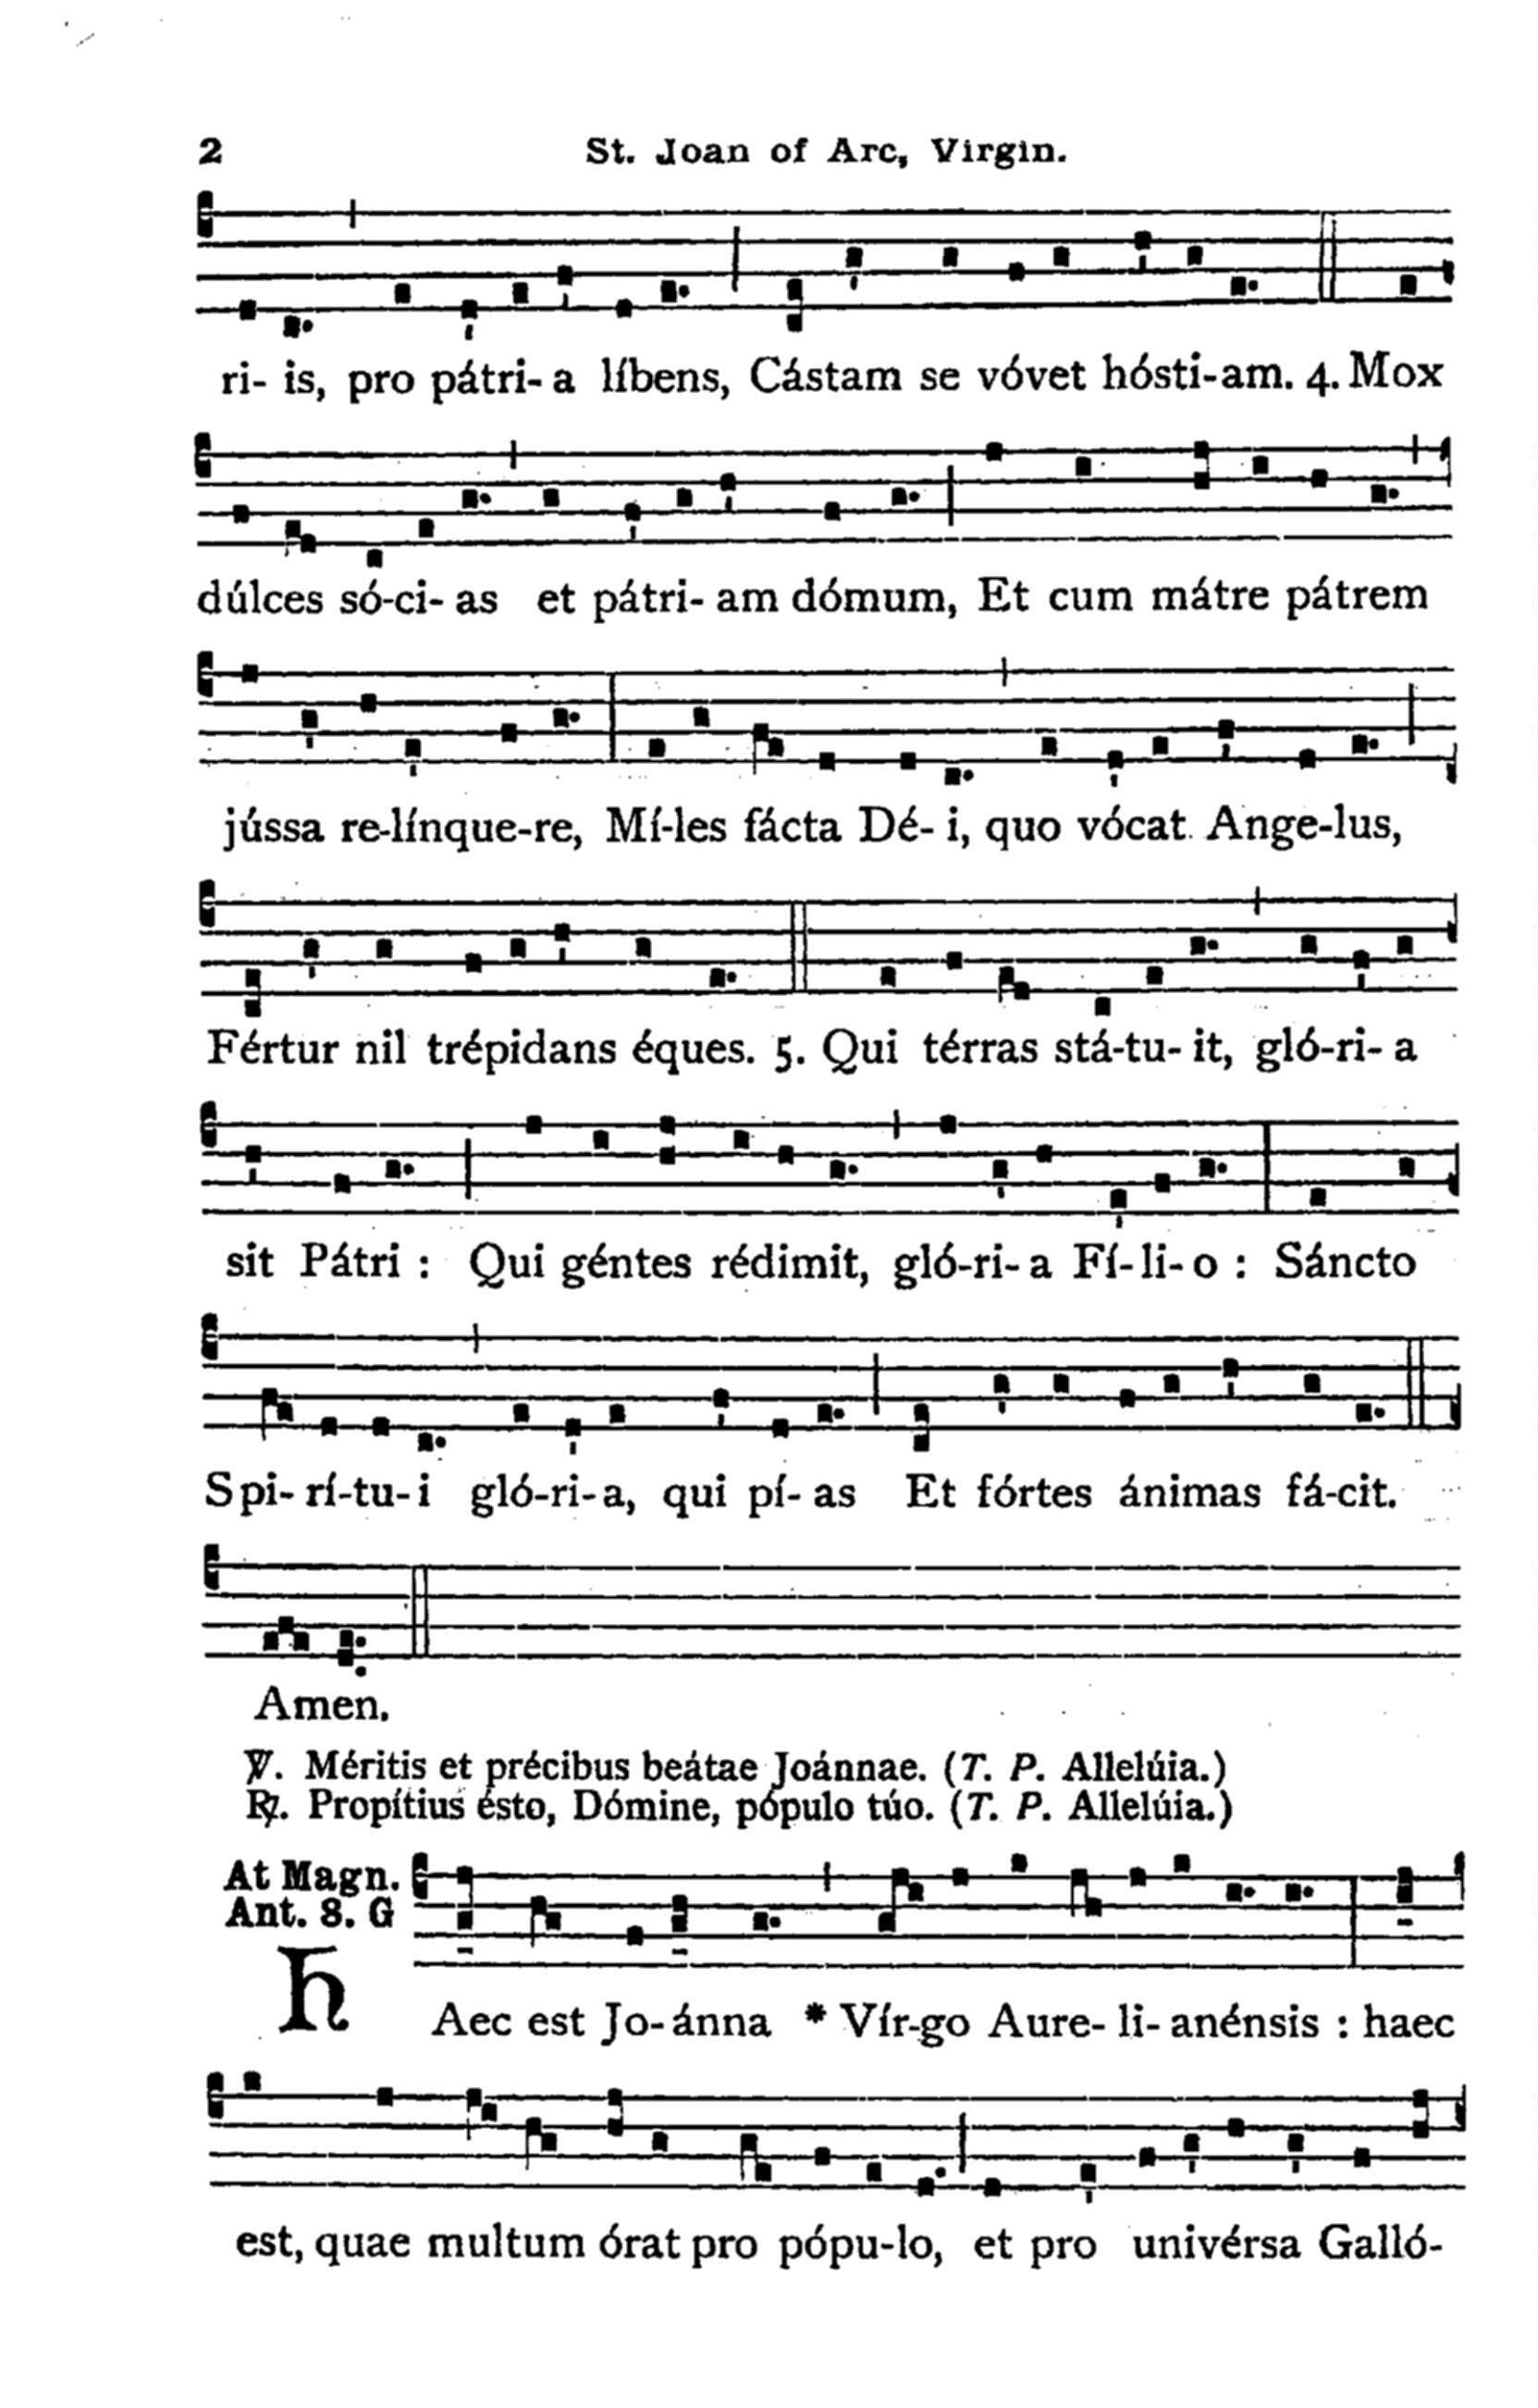 2 St. Joan of Arc, Virgin.
ri- is, pro pátri- a líbens, Cástam se vóvet hósti-am. 4. Mox
dúlces só-ci- as et pátri- am dómum, Et cum mátre pátrem
jússa re-línque-re, Mí-les fácta Dé- i, quo vócat Ange-lus,
Fértur nil trépidans éques. 5. Qui térras stá-tu- it, gló-ri- a
sit Pátri : Qui géntes rédimit, gló-ri- a Fí- li- o : Sáncto
Spi- rí-tu- i gló-ri- a, qui pí- as Et fórtes ánimas fá-cit.
Amen.
℣. Méritis et précibus beátae Joánnae. (T. P. Allelúia.)
℟. Propítius ésto, Dómine, pópulo túo. (T. P. Allelúia.)
At Magn.
Ant. 8. G
hAec est Jo- ánna * Vír-go Aure- li- anénsis : haec
est, quae multum órat pro pópu-lo, et pro univérsa Galló-